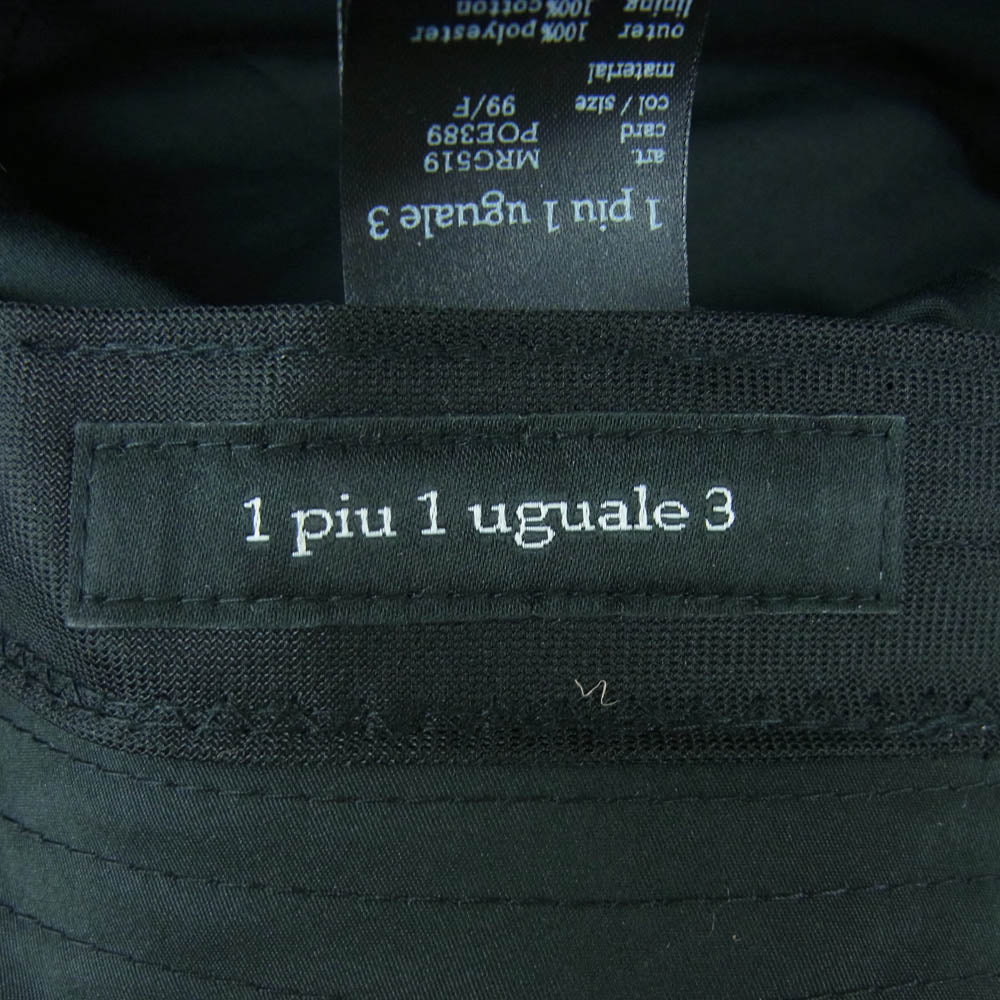 1 piu 1 uguale 3
art. MRG519
card POE389
col / size 99/F
material
outer 100% polyester
lining 100% cotton
1 piu 1 uguale 3